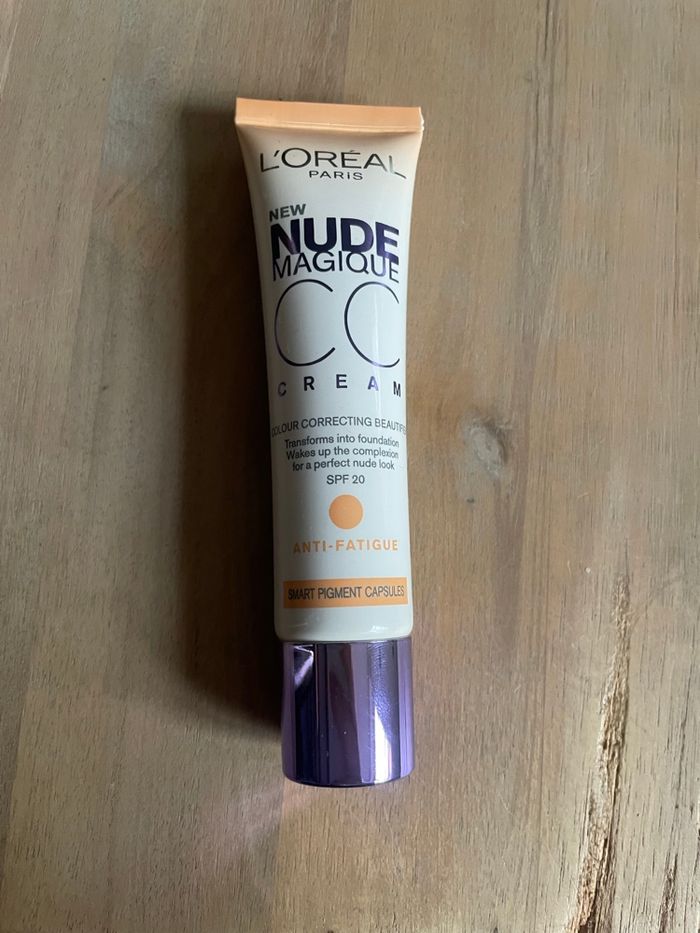 L'ORÉAL
PARIS
NEW
NUDE
MAGIQUE
CC
CREAM
COLOUR CORRECTING
Transforms into foundation
Wakes up the complexion
for a perfect nude look
SPF 20
ANTI-FATIGUE
SMART PIGMENT CAPSULES